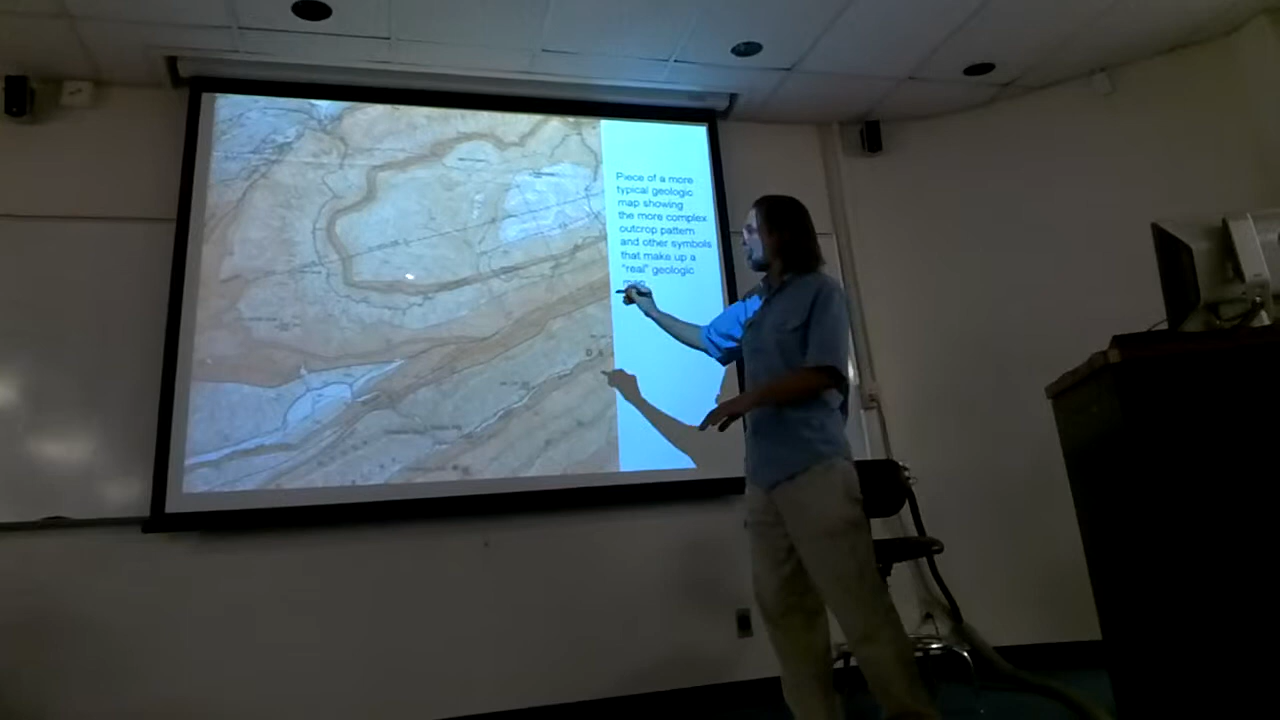 Piece of a more
typical geologic
map showing
the more complex
outcrop pattern
and other symbols
that make up a
"real" geologic